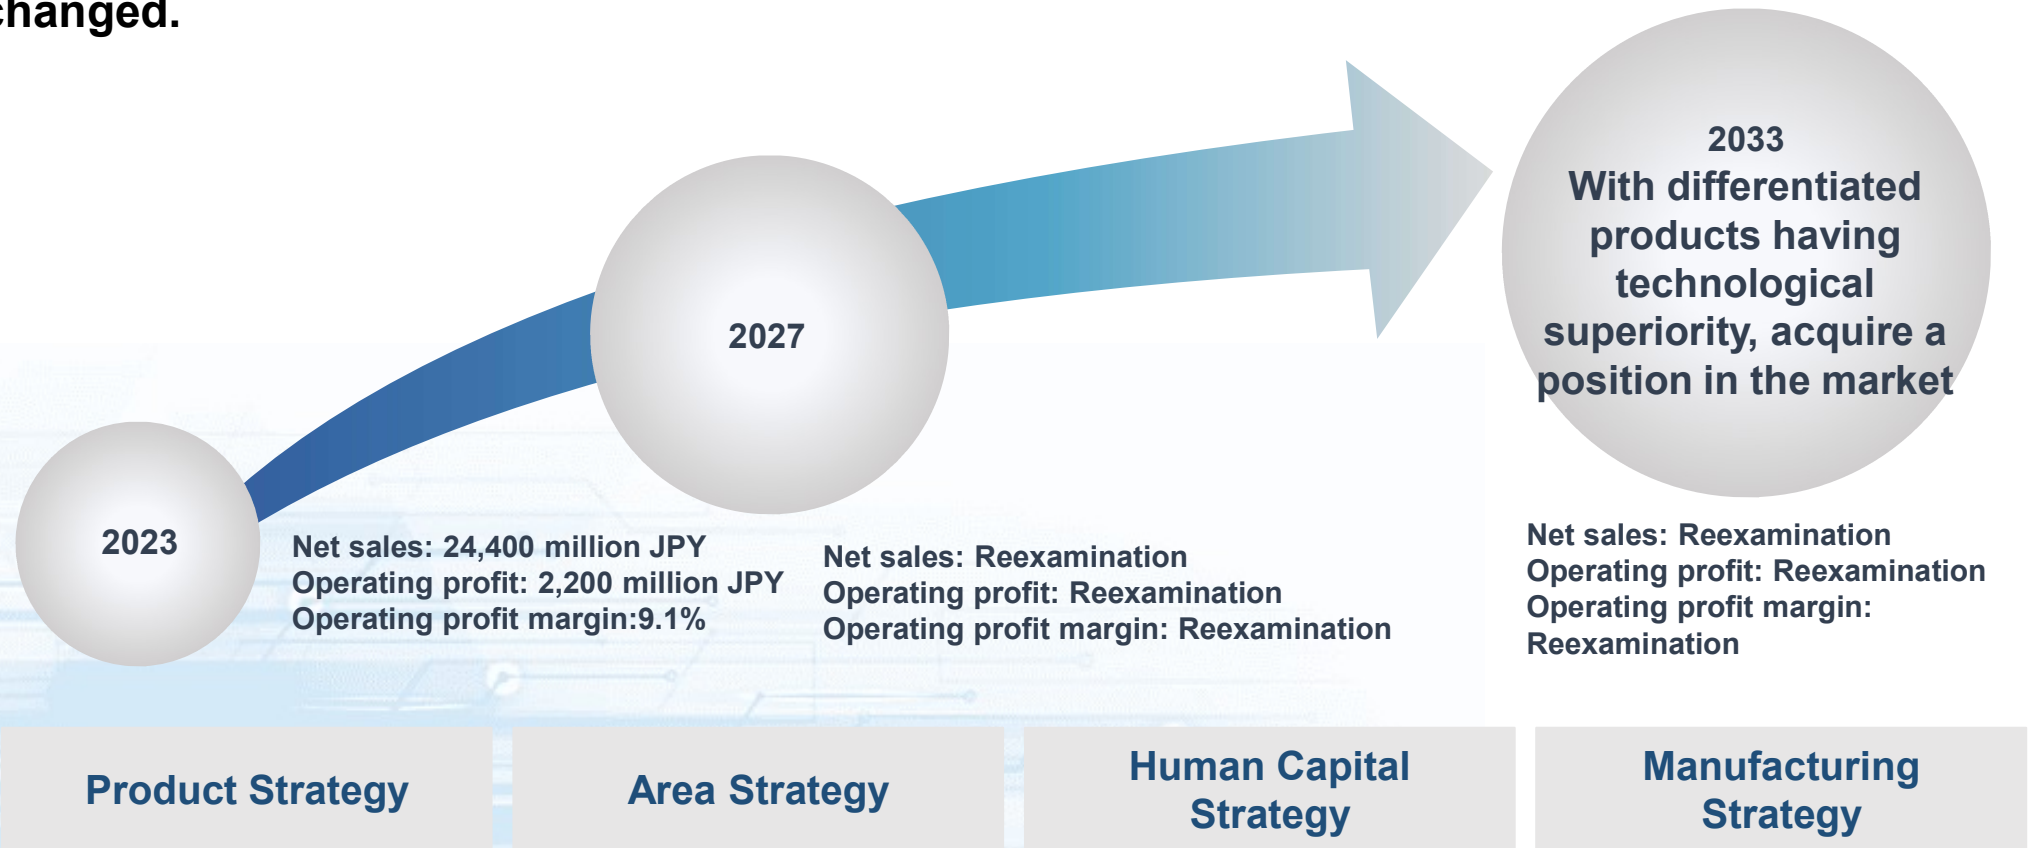 changed.
2023
Net sales: 24,400 million JPY
Operating profit: 2,200 million JPY
Operating profit margin:9.1%
2027
Net sales: Reexamination
Operating profit: Reexamination
Operating profit margin: Reexamination
2033
With differentiated
products having
technological
superiority, acquire a
position in the market
Net sales: Reexamination
Operating profit: Reexamination
Operating profit margin:
Reexamination
Product Strategy
Area Strategy
Human Capital
Strategy
Manufacturing
Strategy